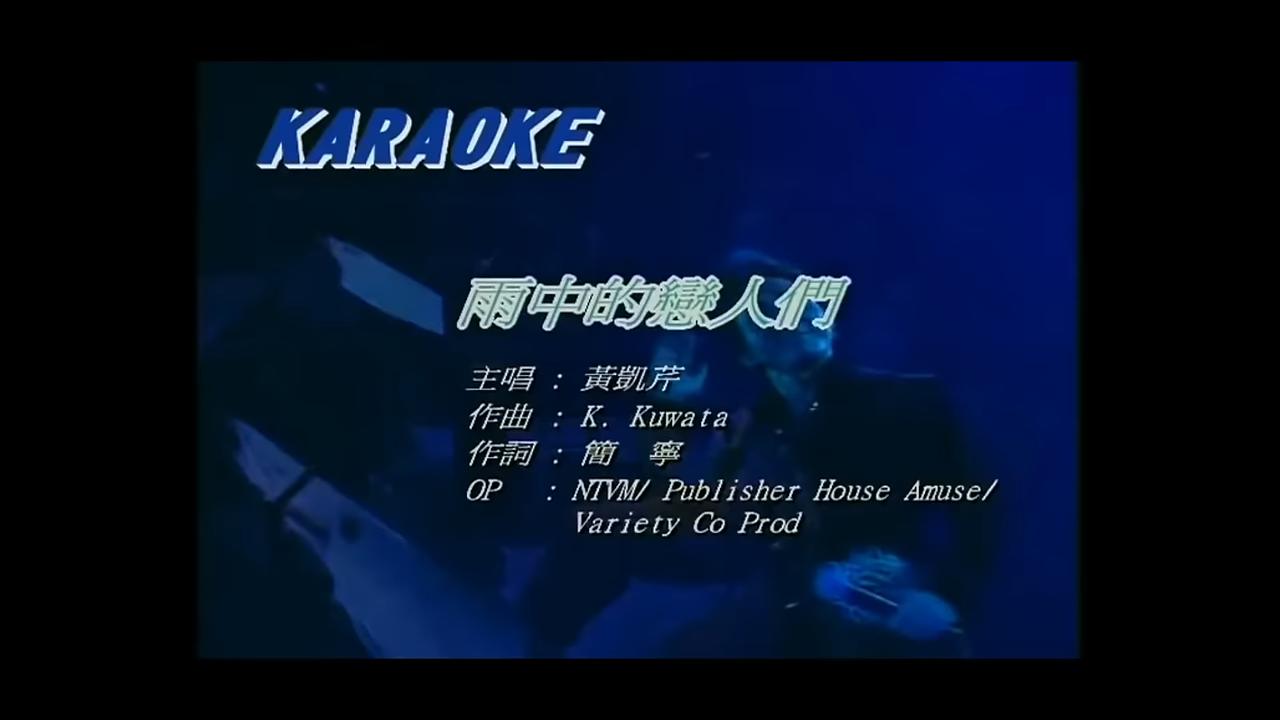 KARAOKE
雨中的戀人們
主唱 : 黃凱芹
作曲 : K. Kuwata
作詞 : 簡 寧
OP : NTVM/ Publisher House Amuse/
Variety Co Prod